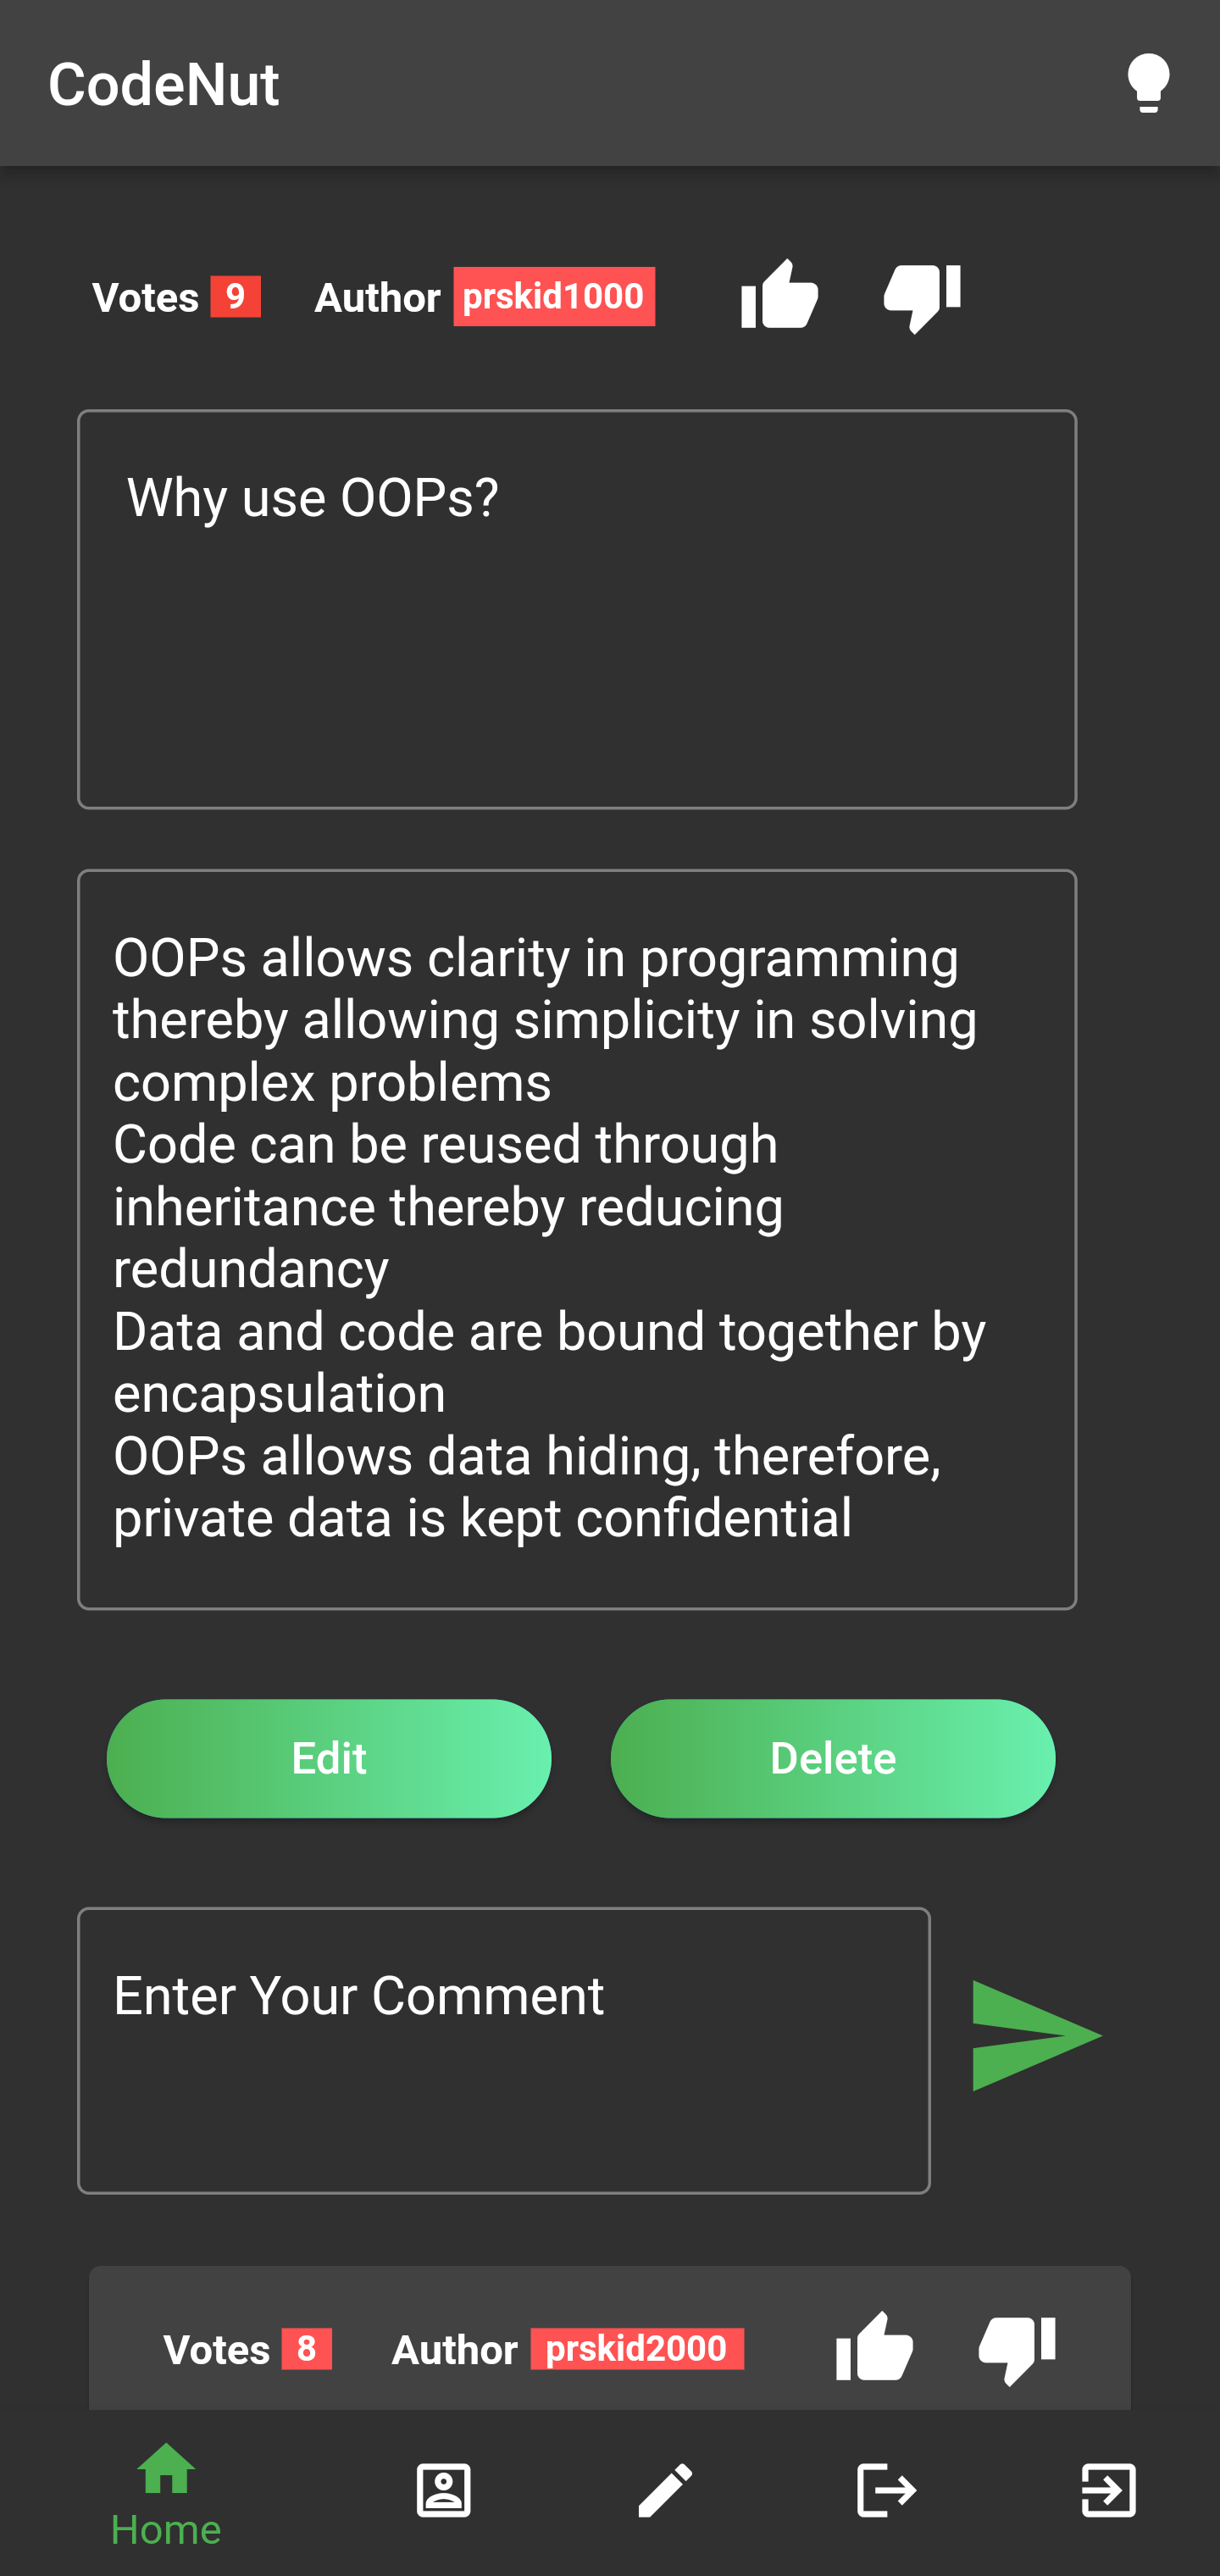 CodeNut
Votes 9 Author prskid1000
Why use OOPs?
OOPs allows clarity in programming
thereby allowing simplicity in solving
complex problems
Code can be reused through
inheritance thereby reducing
redundancy
Data and code are bound together by
encapsulation
OOPs allows data hiding, therefore,
private data is kept confidential
Edit Delete
Enter Your Comment
Votes 8 Author prskid2000
Home